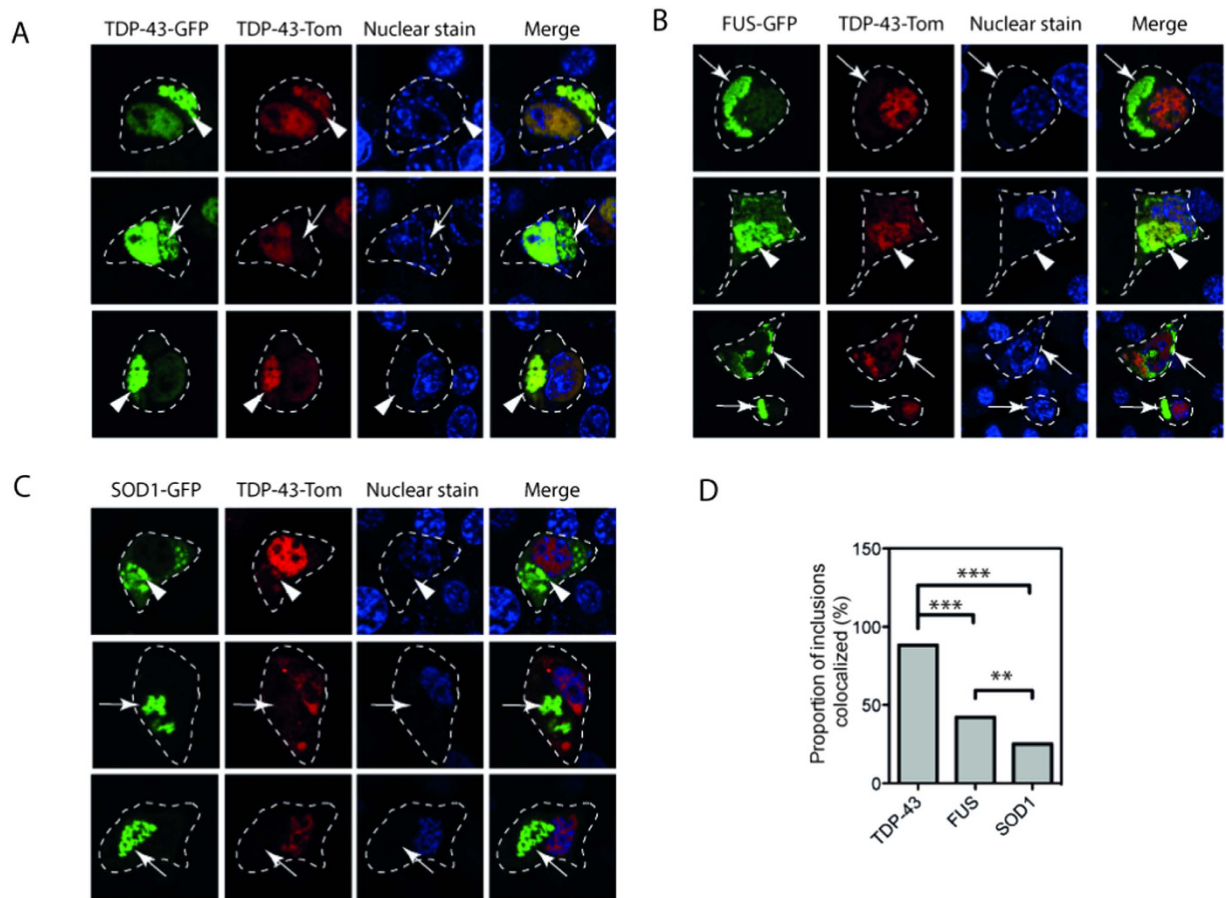 A
TDP-43-GFP TDP-43-Tom Nuclear stain Merge
B
FUS-GFP TDP-43-Tom Nuclear stain Merge
C
SOD1-GFP TDP-43-Tom Nuclear stain Merge
D
Proportion of inclusions
colocalized (%)
150
100
50
0
***
***
**
TDP-43
FUS
SOD1